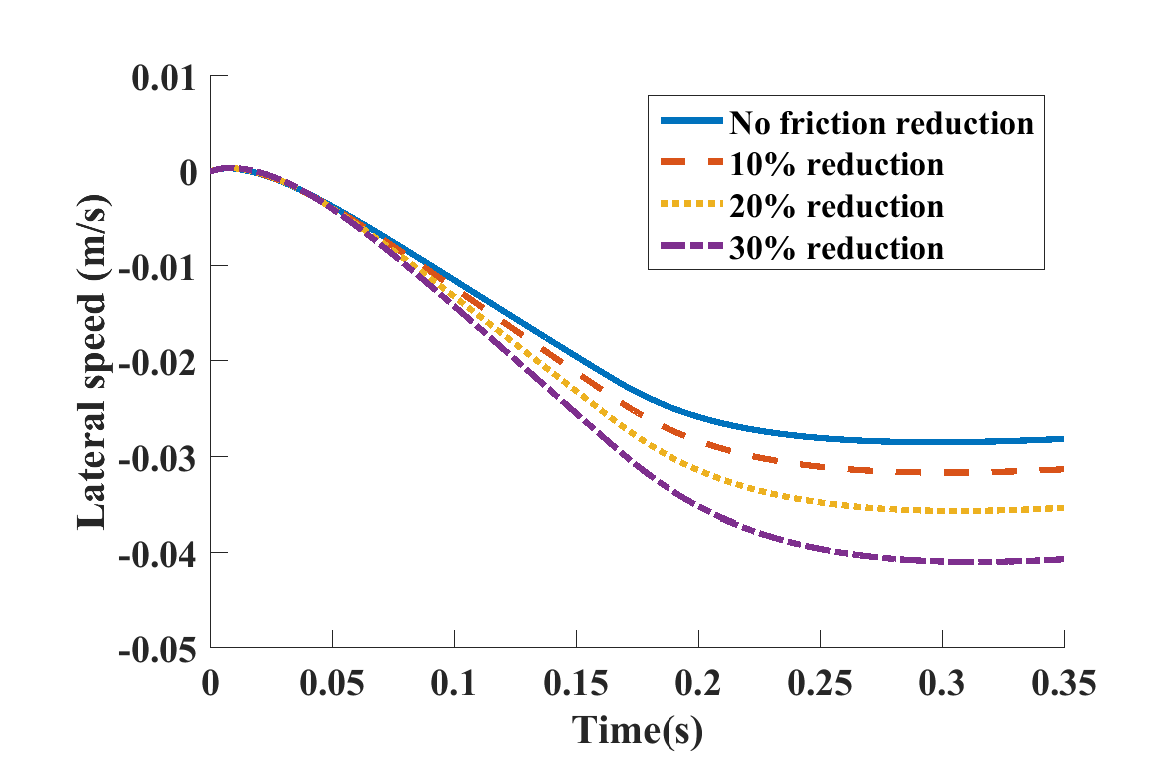 0.01
0
-0.01
-0.02
-0.03
-0.04
-0.05
Lateral speed (m/s)
No friction reduction
10% reduction
20% reduction
30% reduction
0 0.05 0.1 0.15 0.2 0.25 0.3 0.35
Time(s)